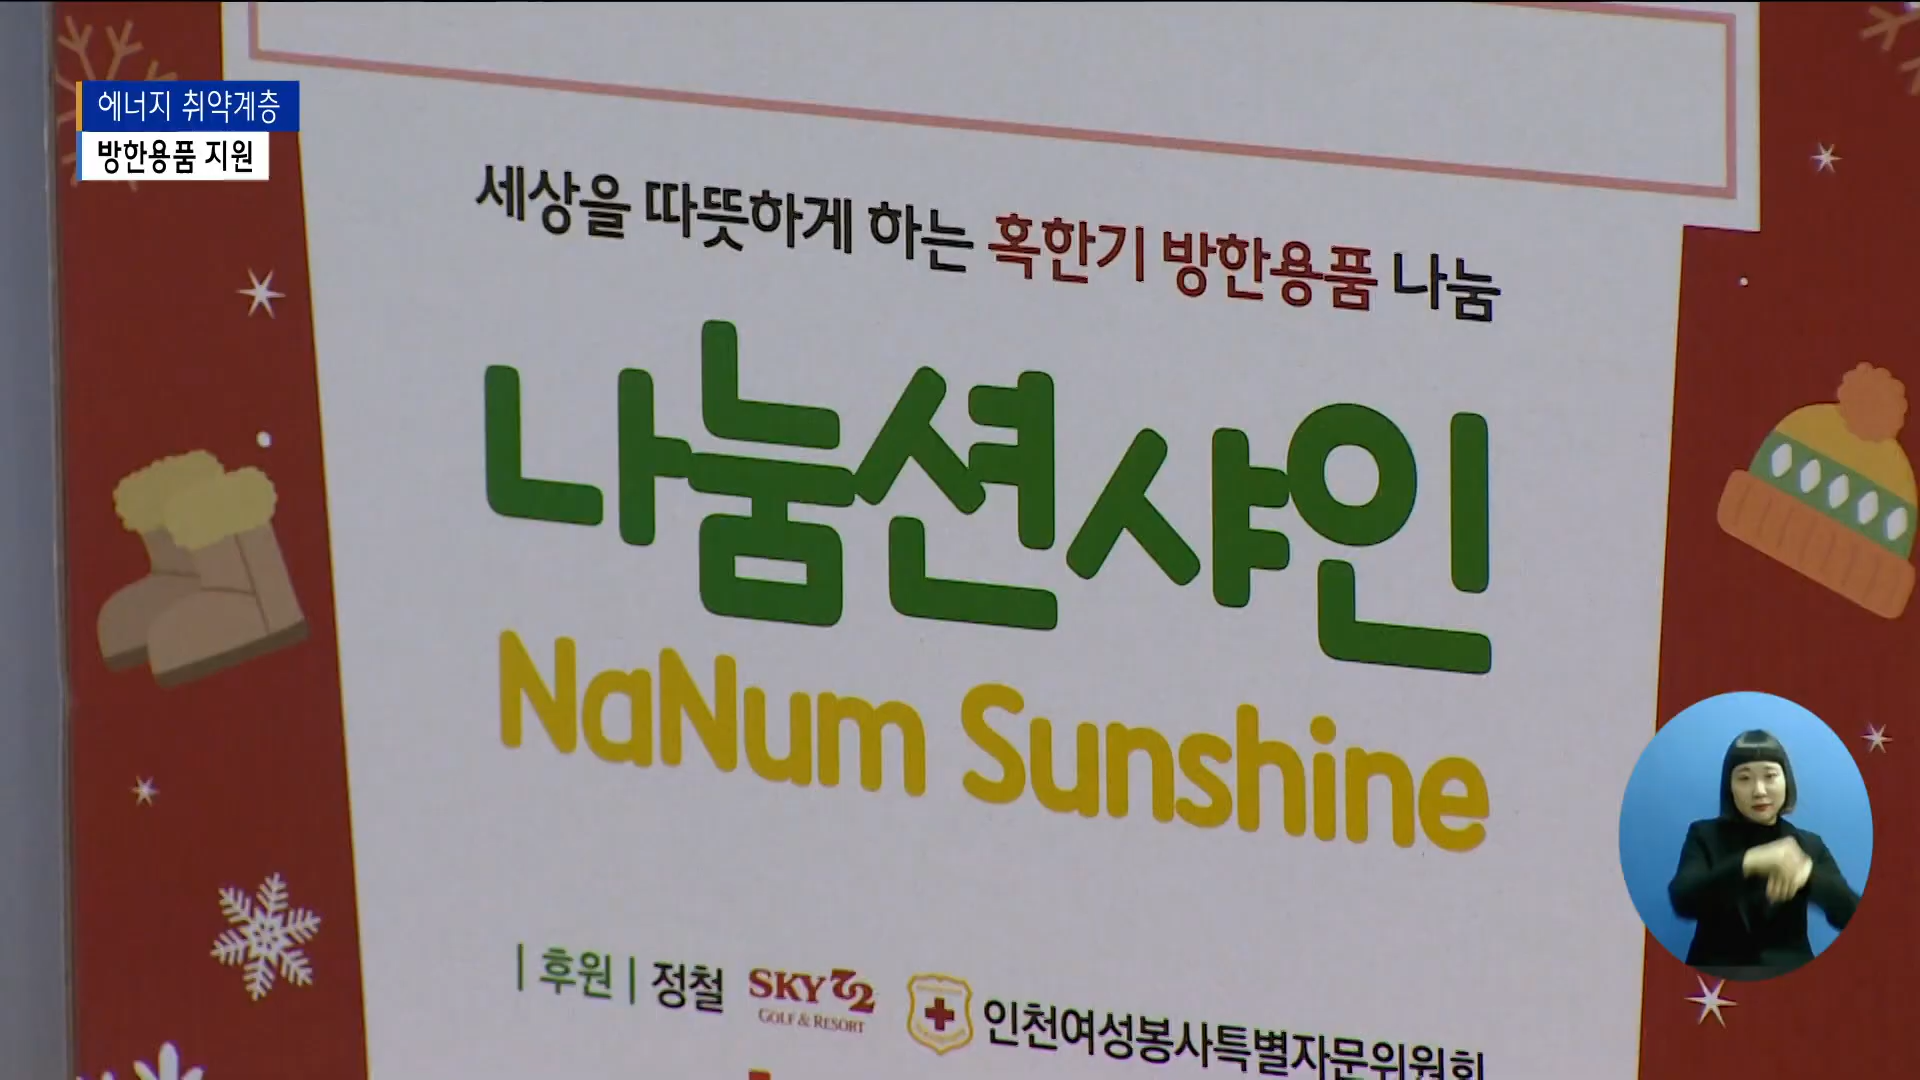 에너지 취약계층
방한용품 지원
세상을 따뜻하게 하는 혹한기 방한용품 나눔
나눔션샤인
NaNum Sunshine
| 후원 | 정철 SKY72 GOLF & RESORT 인천여성봉사특별자문위원회